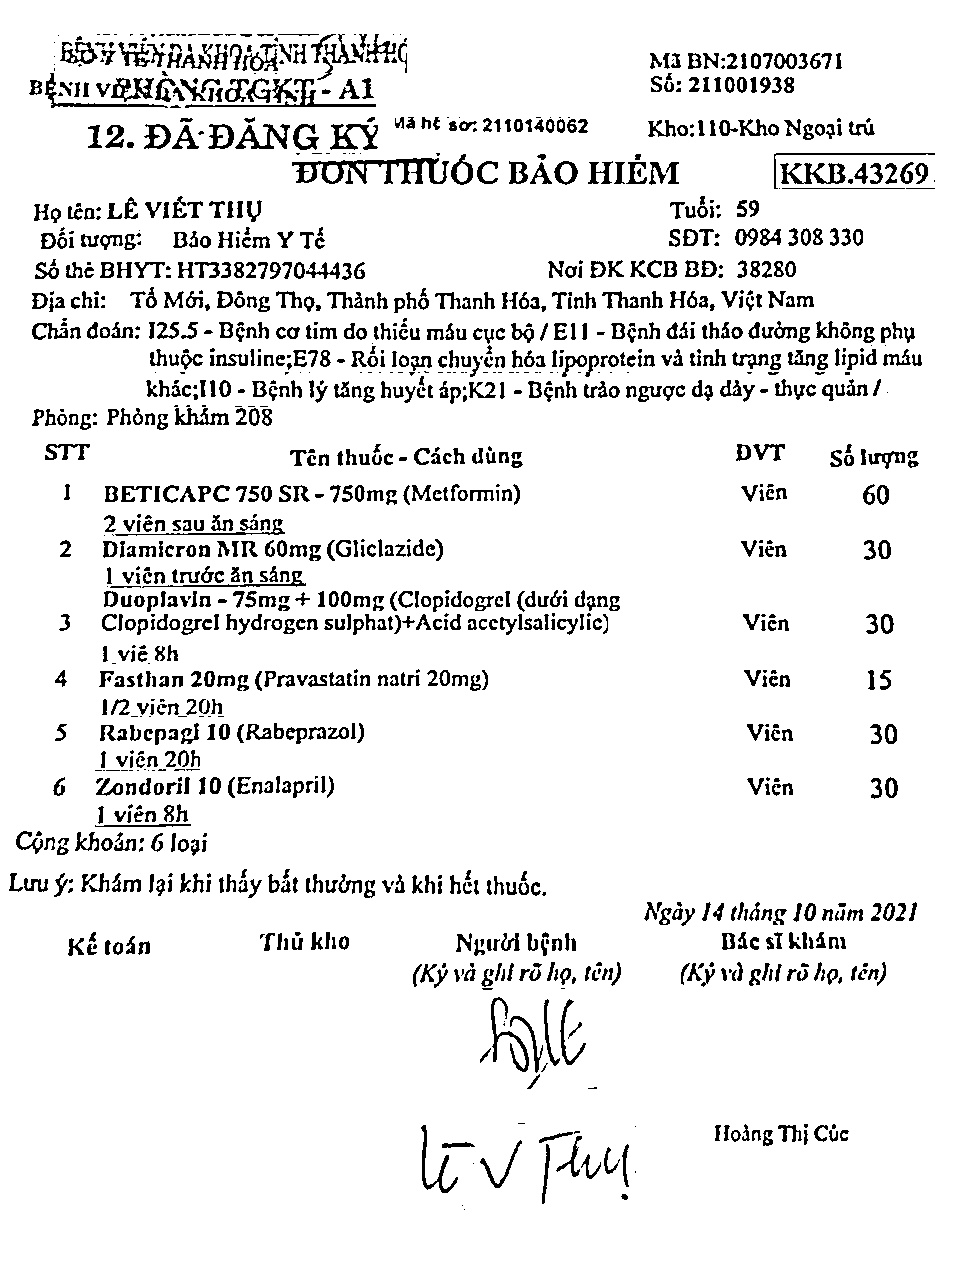 BỆNH VIỆN ĐA KHOA TỈNH THANH HÓA
BỆNH VIỆN - A1
Mã BN:2107003671
Số: 211001938
12. ĐÃ ĐĂNG KÝ
Mã hồ sơ: 2110140062
Kho:110-Kho Ngoại trú
ĐƠN THUỐC BẢO HIỂM
KKB.43269
Họ tên: LÊ VIẾT THỤ
Tuổi: 59
Đối tượng: Bảo Hiểm Y Tế
SĐT: 0984 308 330
Số thẻ BHYT: HT3382797044436
Nơi ĐK KCB BĐ: 38280
Địa chỉ: Tổ Mới, Đông Thọ, Thành phố Thanh Hóa, Tỉnh Thanh Hóa, Việt Nam
Chẩn đoán: I25.5 - Bệnh cơ tim do thiếu máu cục bộ / E11 - Bệnh đái tháo đường không phụ
thuộc insuline;E78 - Rối loạn chuyển hóa lipoprotein và tình trạng tăng lipid máu
khác;I10 - Bệnh lý tăng huyết áp;K21 - Bệnh trào ngược dạ dày - thực quản /
Phòng: Phòng khám 208
STT Tên thuốc - Cách dùng ĐVT Số lượng
1 BETICAPC 750 SR - 750mg (Metformin) Viên 60
2 viên sau ăn sáng
2 Diamicron MR 60mg (Gliclazide) Viên 30
1 viên trước ăn sáng
Duoplavin - 75mg + 100mg (Clopidogrel (dưới dạng
3 Clopidogrel hydrogen sulphat)+Acid acetylsalicylic) Viên 30
1 viê 8h
4 Fasthan 20mg (Pravastatin natri 20mg) Viên 15
1/2 viên 20h
5 Rabepagi 10 (Rabeprazol) Viên 30
1 viên 20h
6 Zondoril 10 (Enalapril) Viên 30
1 viên 8h
Cộng khoản: 6 loại
Lưu ý: Khám lại khi thấy bất thường và khi hết thuốc.
Ngày 14 tháng 10 năm 2021
Kế toán Thủ kho Người bệnh Bác sĩ khám
(Ký và ghi rõ họ, tên) (Ký và ghi rõ họ, tên)
Hoàng Thị Cúc
Lê V Thụ